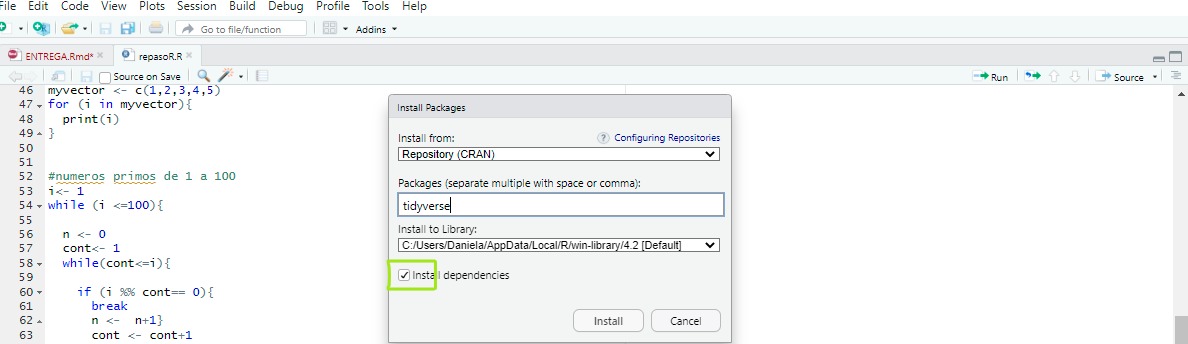 File Edit Code View Plots Session Build Debug Profile Tools Help
Go to file/function Addins
ENTREGA.Rmd* repasoR.R
Source on Save Run Source
46 myvector <- c(1,2,3,4,5)
47 for (i in myvector){
48 print(i)
49 }
50
51
52 #numeros primos de 1 a 100
53 i<- 1
54 while (i <=100){
55
56 n <- 0
57 cont<- 1
58 while(cont<=i){
59
60 if (i %% cont== 0){
61 break
62 n <- n+1}
63 cont <- cont+1
Install Packages
Install from:
? Configuring Repositories
Repository (CRAN)
Packages (separate multiple with space or comma):
tidyverse
Install to Library:
C:/Users/Daniela/AppData/Local/R/win-library/4.2 [Default]
Install dependencies
Install Cancel